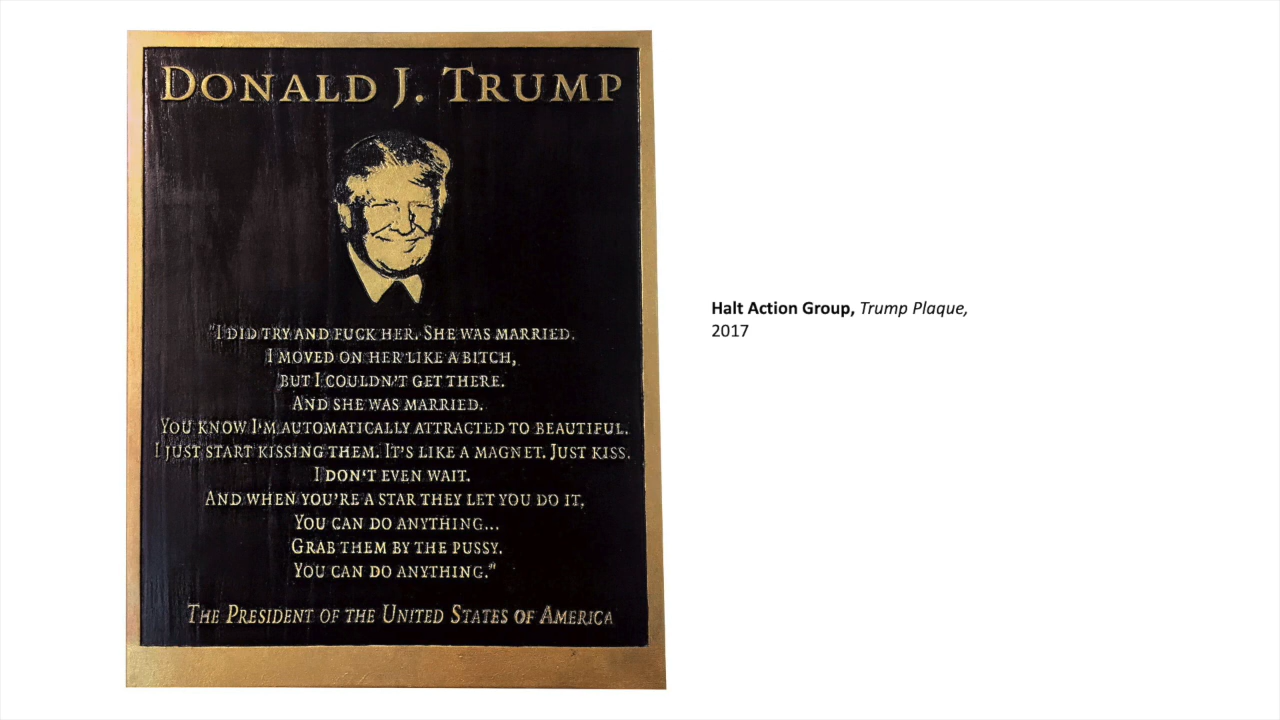 DONALD J. TRUMP
"I DID TRY AND FUCK HER. SHE WAS MARRIED.
I MOVED ON HER LIKE A BITCH,
BUT I COULDN'T GET THERE.
AND SHE WAS MARRIED.
YOU KNOW I'M AUTOMATICALLY ATTRACTED TO BEAUTIFUL.
I JUST START KISSING THEM. IT'S LIKE A MAGNET. JUST KISS.
I DON'T EVEN WAIT.
AND WHEN YOU'RE A STAR THEY LET YOU DO IT,
YOU CAN DO ANYTHING...
GRAB THEM BY THE PUSSY.
YOU CAN DO ANYTHING."
THE PRESIDENT OF THE UNITED STATES OF AMERICA
Halt Action Group, Trump Plaque,
2017